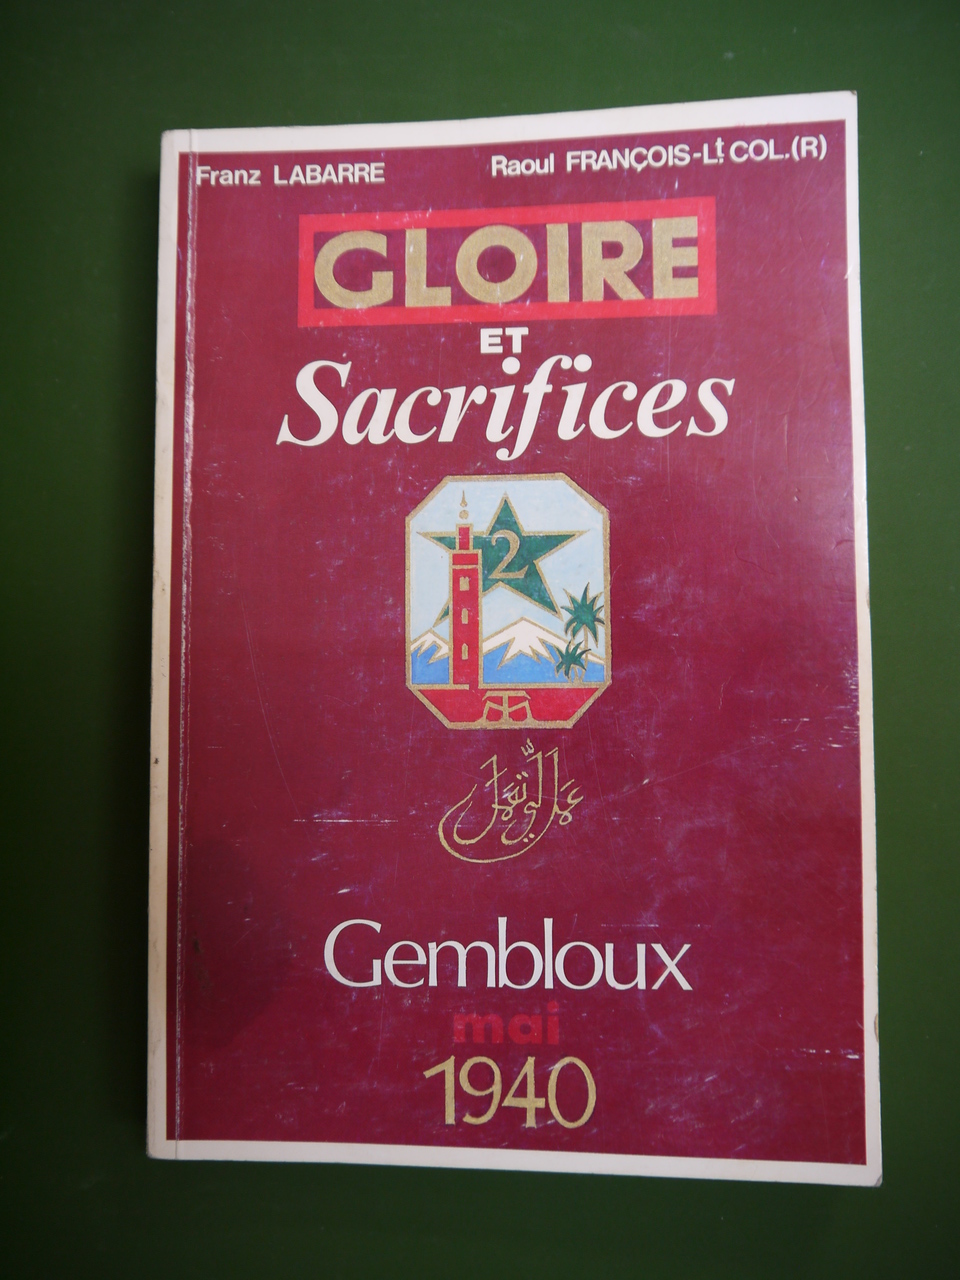 Franz LABARRE
Raoul FRANÇOIS-Lt COL.(R)
GLOIRE
ET
Sacrifices
2
Gembloux
mai
1940